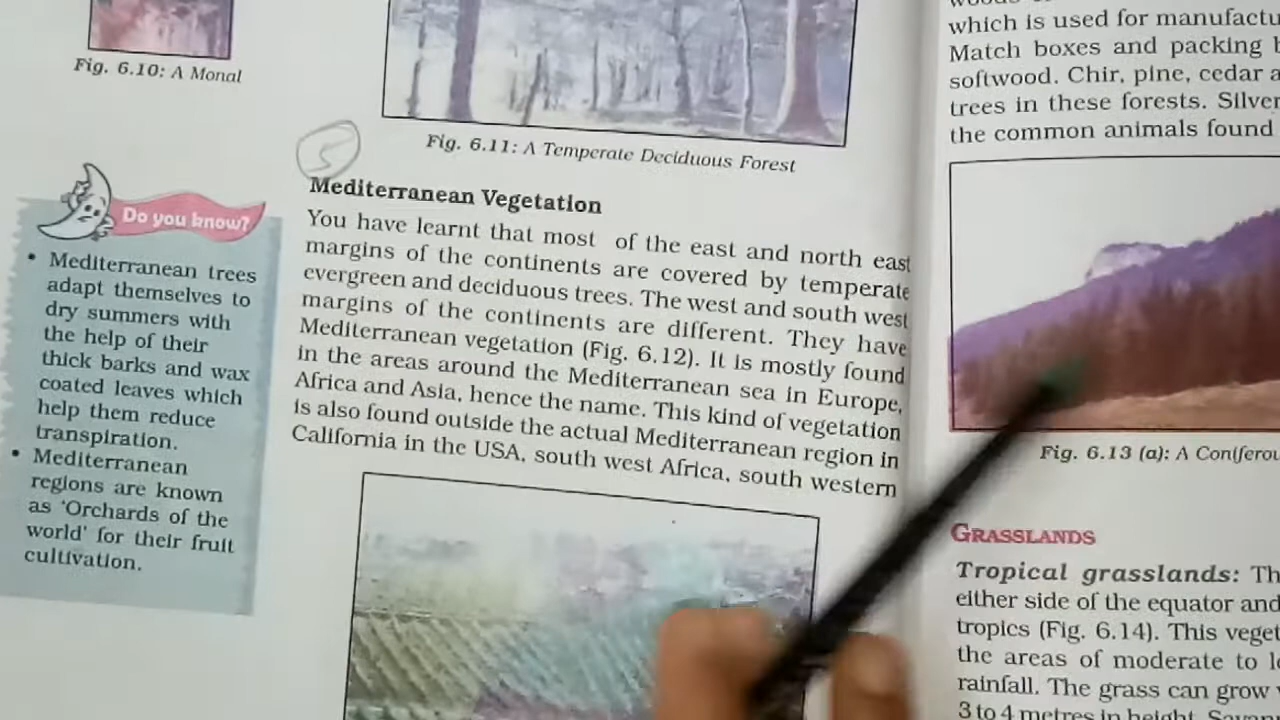 Fig. 6.10: A Monal
Fig. 6.11: A Temperate Deciduous Forest
5
Mediterranean Vegetation
You have learnt that most of the east and north east
margins of the continents are covered by temperate
evergreen and deciduous trees. The west and south west
margins of the continents are different. They have
Mediterranean vegetation (Fig. 6.12). It is mostly found
in the areas around the Mediterranean sea in Europe,
Africa and Asia, hence the name. This kind of vegetation
is also found outside the actual Mediterranean region in
California in the USA, south west Africa, south western
Do you know?
• Mediterranean trees
adapt themselves to
dry summers with
the help of their
thick barks and wax
coated leaves which
help them reduce
transpiration.
• Mediterranean
regions are known
as 'Orchards of the
world' for their fruit
cultivation.
which is used for
Match boxes and packing
softwood. Chir, pine, cedar
trees in these forests.
the common animals found
Fig. 6.13 (a): A
GRASSLANDS
Tropical grasslands:
either side of the equator and
tropics (Fig. 6.14). This
the areas of moderate to
rainfall. The grass can grow
3 to 4 metres in height.